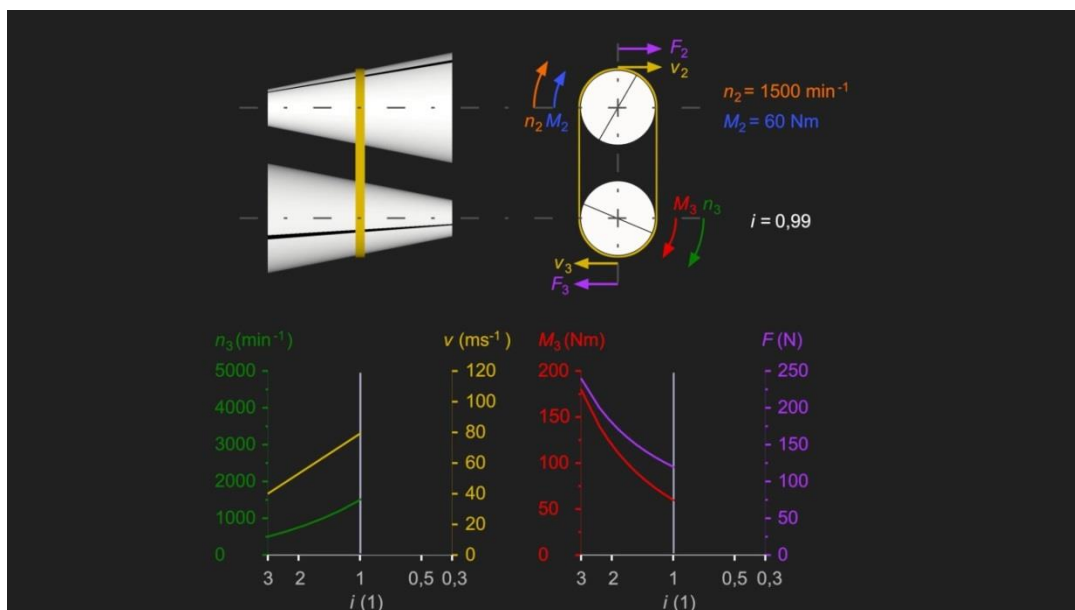 F2
v2
n2 M2
n2 = 1500 min-1
M2 = 60 Nm
M3 n3
i = 0,99
v3
F3
n3 (min-1)
v (ms-1)
M3 (Nm)
F (N)
5000
4000
3000
2000
1000
0
120
100
80
60
40
20
0
200
150
100
50
0
250
200
150
100
50
0
3 2 1 0,5 0,3
i (1)
3 2 1 0,5 0,3
i (1)